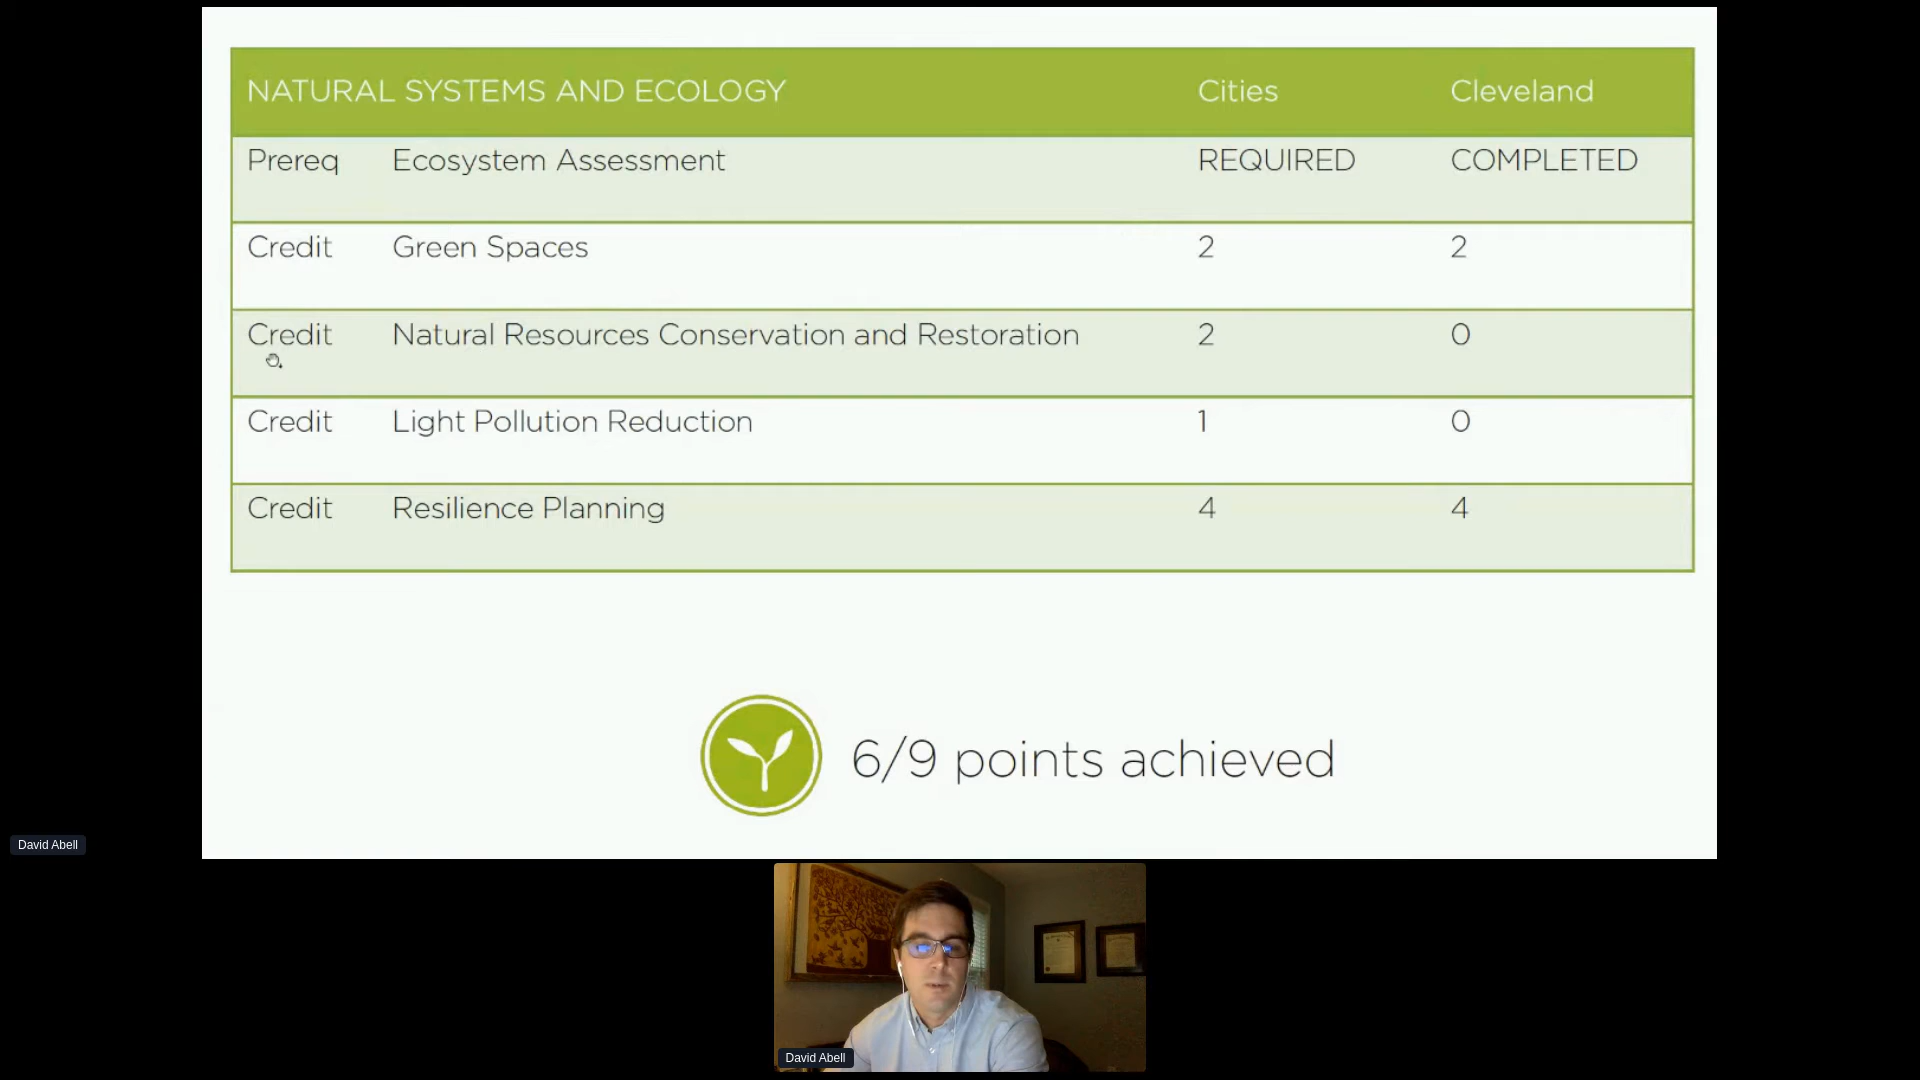 NATURAL SYSTEMS AND ECOLOGY Cities Cleveland
Prereq Ecosystem Assessment REQUIRED COMPLETED
Credit Green Spaces 2 2
Credit Natural Resources Conservation and Restoration 2 0
Credit Light Pollution Reduction 1 0
Credit Resilience Planning 4 4
6/9 points achieved
David Abell
David Abell